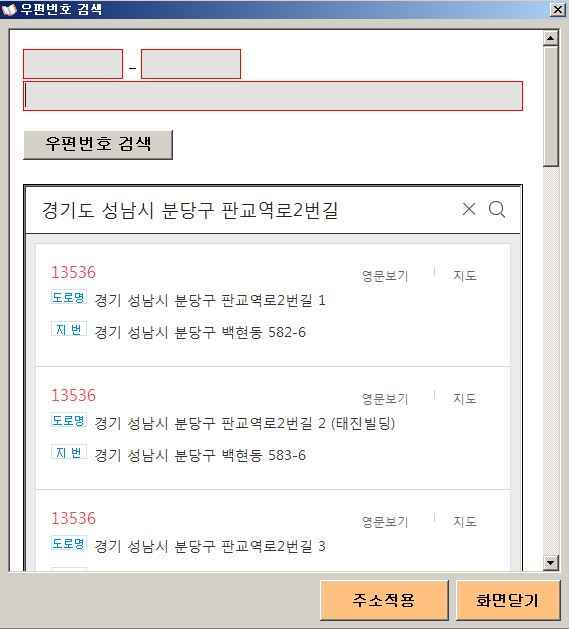 우편번호 검색
-
우편번호 검색
경기도 성남시 분당구 판교역로2번길
13536 영문보기 지도
도로명 경기 성남시 분당구 판교역로2번길 1
지 번 경기 성남시 분당구 백현동 582-6
13536 영문보기 지도
도로명 경기 성남시 분당구 판교역로2번길 2 (태진빌딩)
지 번 경기 성남시 분당구 백현동 583-6
13536 영문보기 지도
도로명 경기 성남시 분당구 판교역로2번길 3
주소적용 화면닫기